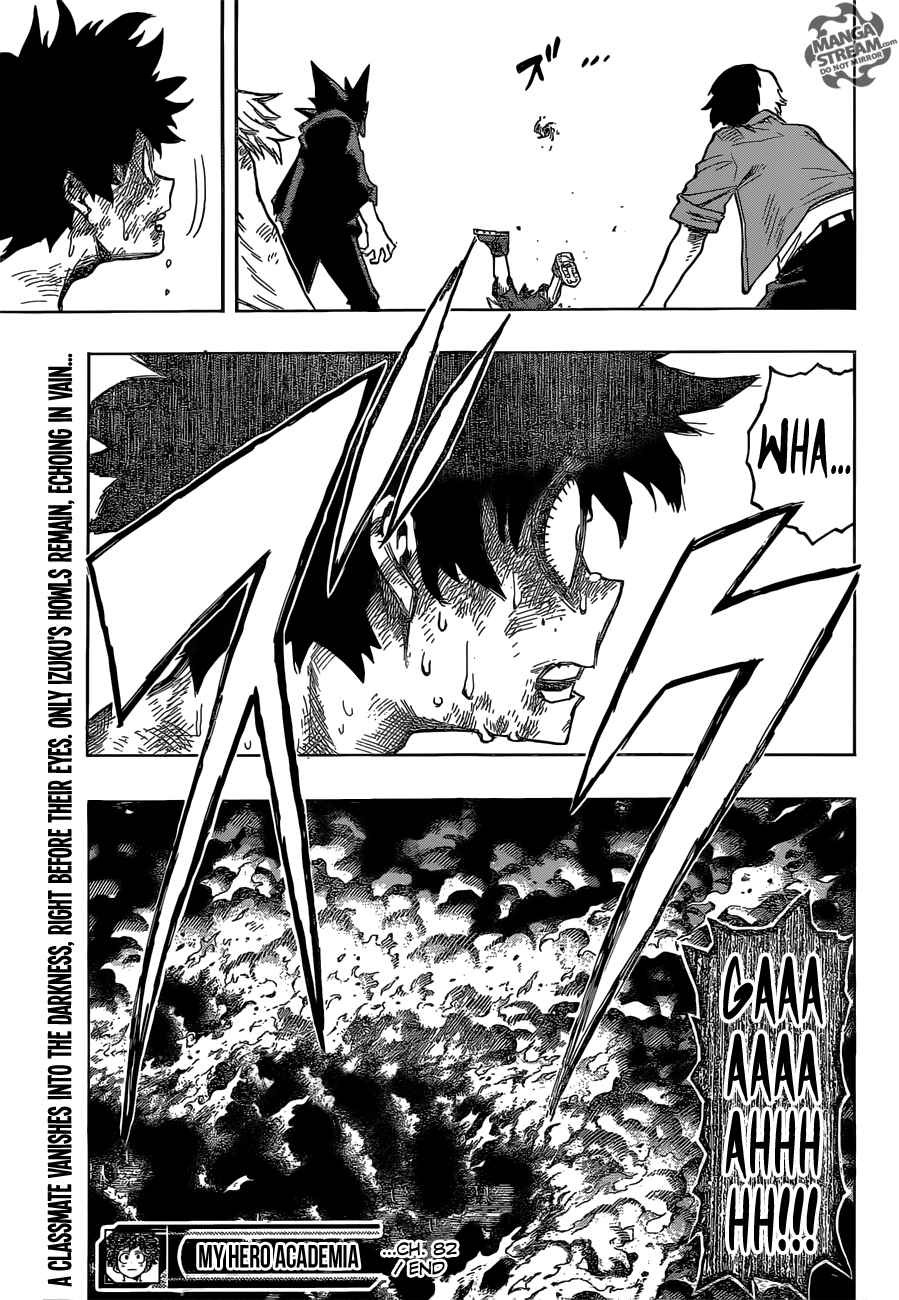 MANGA
STREAM.com
DO NOT MIRROR
ズ…
WHA...
A CLASSMATE VANISHES INTO THE DARKNESS, RIGHT BEFORE THEIR EYES. ONLY IZUKU'S HOWLS REMAIN, ECHOING IN VAIN...
GAAA
AAAA
AHHH
HH!!!
MY HERO ACADEMIA
...CH. 82
/ END